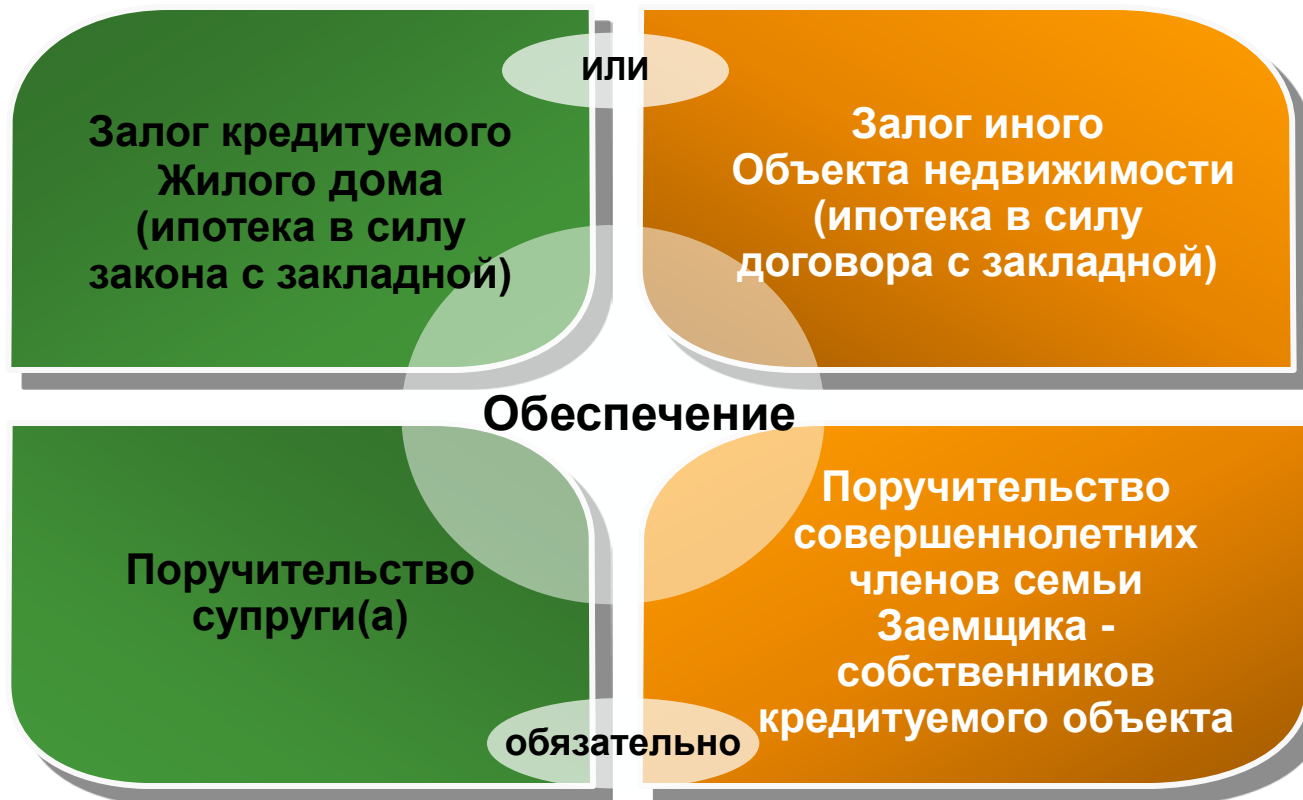 или
Залог кредитуемого
Жилого дома
(ипотека в силу
закона с закладной)
Залог иного
Объекта недвижимости
(ипотека в силу
договора с закладной)
Обеспечение
Поручительство
супруги(а)
Поручительство
совершеннолетних
членов семьи
Заемщика -
собственников
кредитуемого объекта
обязательно